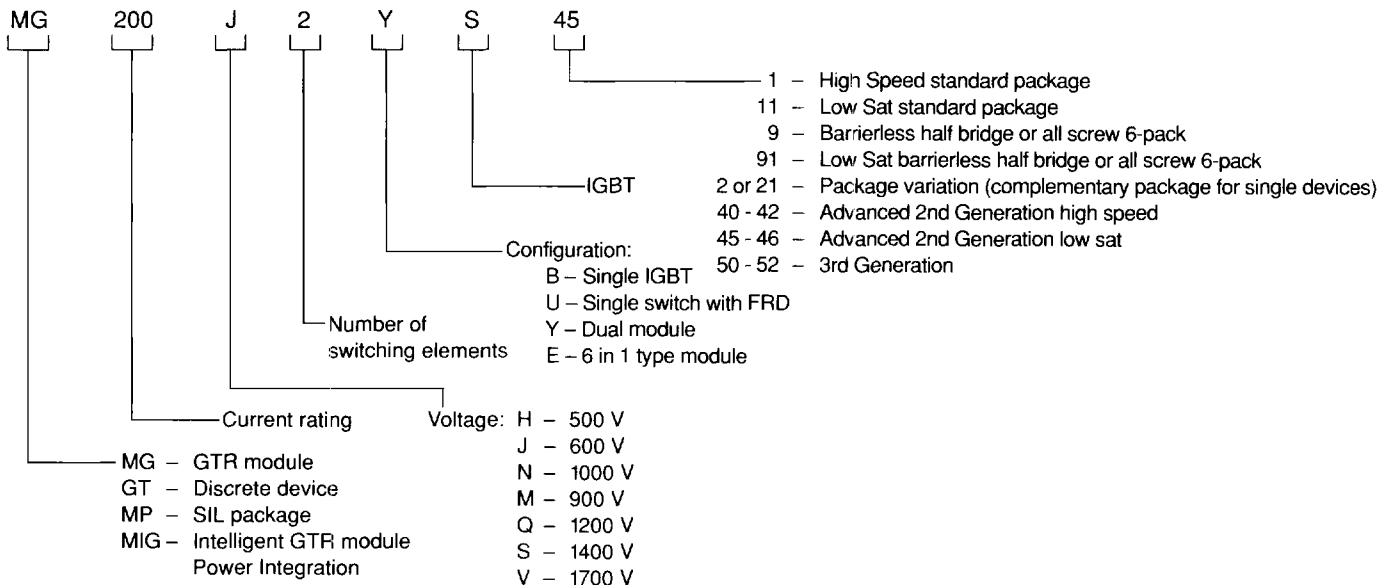 MG 200 J 2 Y S 45
1 – High Speed standard package
11 – Low Sat standard package
9 – Barrierless half bridge or all screw 6-pack
91 – Low Sat barrierless half bridge or all screw 6-pack
IGBT
2 or 21 – Package variation (complementary package for single devices)
40 - 42 – Advanced 2nd Generation high speed
45 - 46 – Advanced 2nd Generation low sat
50 - 52 – 3rd Generation
Configuration:
B – Single IGBT
U – Single switch with FRD
Y – Dual module
E – 6 in 1 type module
Number of
switching elements
Current rating
Voltage: H – 500 V
J – 600 V
N – 1000 V
M – 900 V
Q – 1200 V
S – 1400 V
V – 1700 V
MG – GTR module
GT – Discrete device
MP – SIL package
MIG – Intelligent GTR module
Power Integration